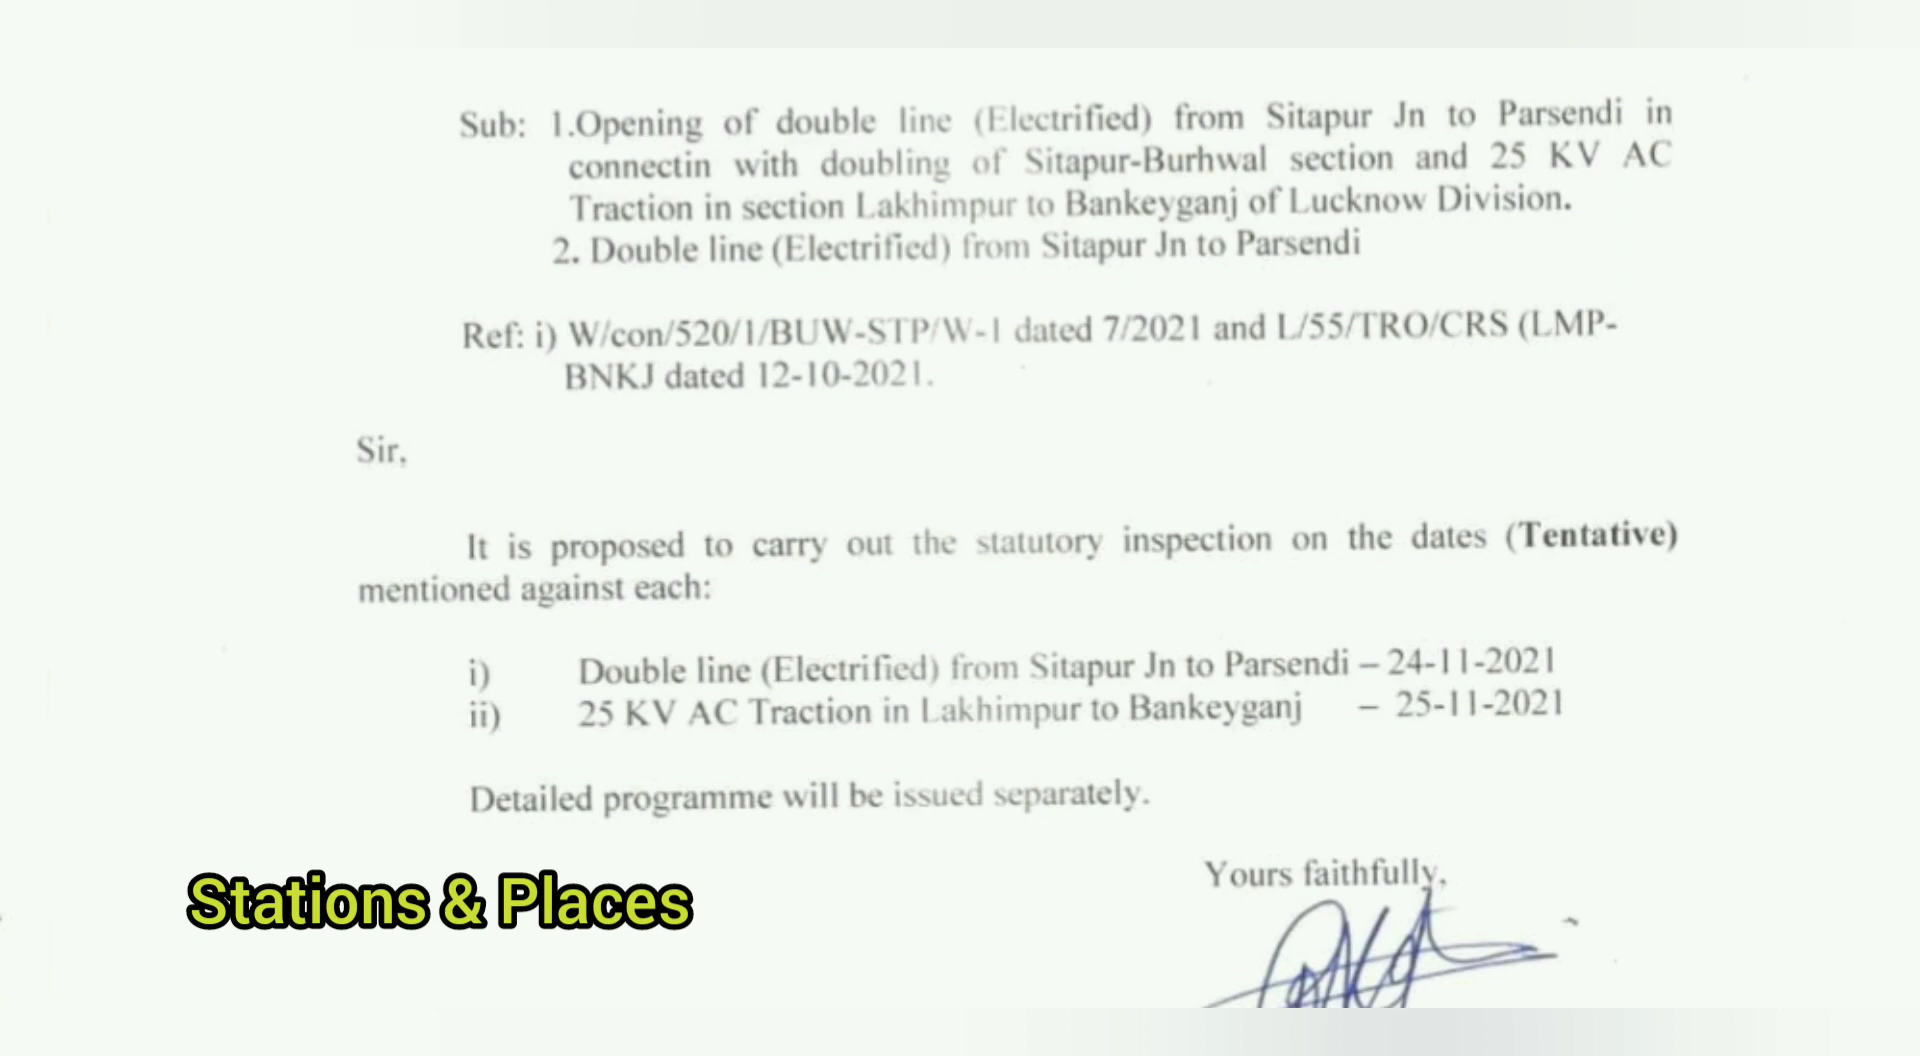 Sub: 1.Opening of double line (Electrified) from Sitapur Jn to Parsendi in
connectin with doubling of Sitapur-Burhwal section and 25 KV AC
Traction in section Lakhimpur to Bankeyganj of Lucknow Division.
2. Double line (Electrified) from Sitapur Jn to Parsendi
Ref: i) W/con/520/1/BUW-STP/W-1 dated 7/2021 and L/55/TRO/CRS (LMP-
BNKJ dated 12-10-2021.
Sir,
It is proposed to carry out the statutory inspection on the dates (Tentative)
mentioned against each:
i) Double line (Electrified) from Sitapur Jn to Parsendi – 24-11-2021
ii) 25 KV AC Traction in Lakhimpur to Bankeyganj – 25-11-2021
Detailed programme will be issued separately.
Yours faithfully,
Stations & Places